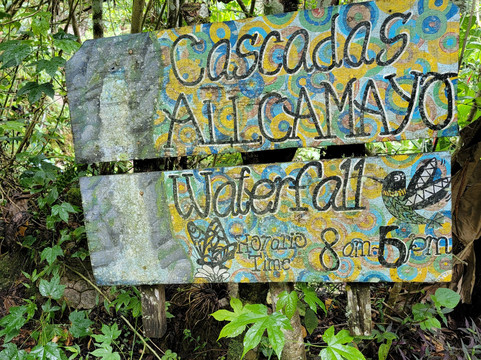 Cascadas
ALLCAMAYO
Waterfall
Horario 8am-5pm
Time